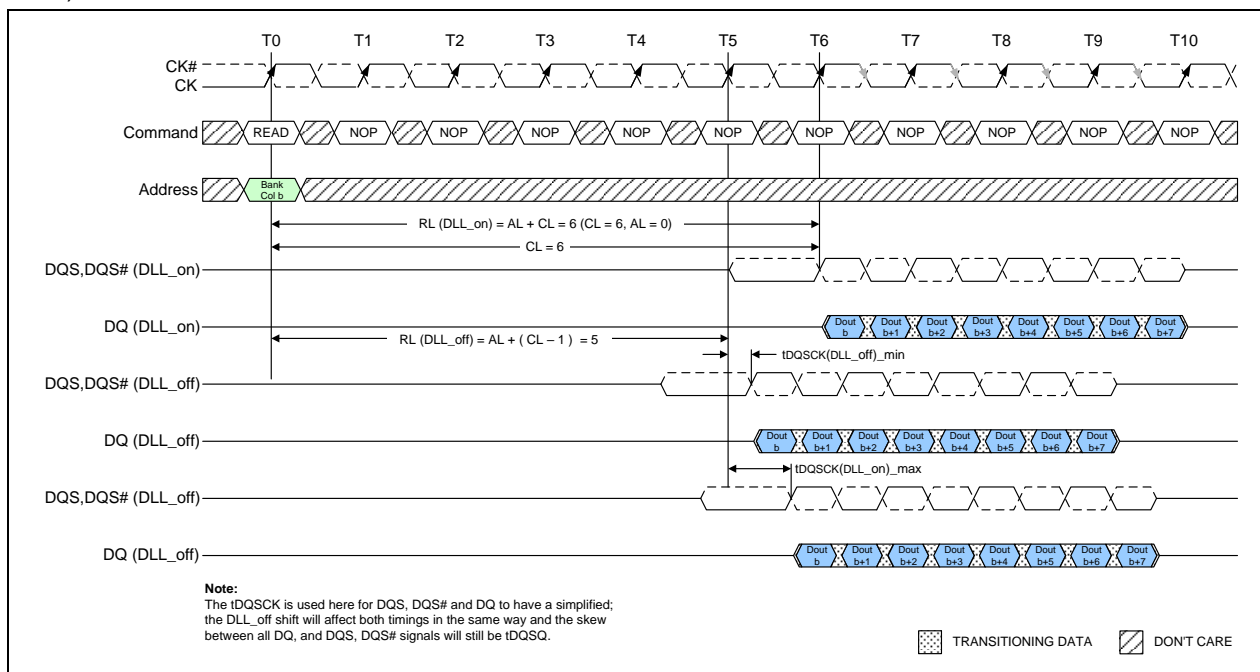 T0 T1 T2 T3 T4 T5 T6 T7 T8 T9 T10
CK#
CK
Command READ NOP NOP NOP NOP NOP NOP NOP NOP NOP NOP
Address Bank
Col b
RL (DLL_on) = AL + CL = 6 (CL = 6, AL = 0)
CL = 6
DQS,DQS# (DLL_on)
DQ (DLL_on) Dout b Dout b+1 Dout b+2 Dout b+3 Dout b+4 Dout b+5 Dout b+6 Dout b+7
RL (DLL_off) = AL + ( CL – 1 ) = 5
tDQSCK(DLL_off)_min
DQS,DQS# (DLL_off)
DQ (DLL_off) Dout b Dout b+1 Dout b+2 Dout b+3 Dout b+4 Dout b+5 Dout b+6 Dout b+7
tDQSCK(DLL_on)_max
DQS,DQS# (DLL_off)
DQ (DLL_off) Dout b Dout b+1 Dout b+2 Dout b+3 Dout b+4 Dout b+5 Dout b+6 Dout b+7
Note:
The tDQSCK is used here for DQS, DQS# and DQ to have a simplified;
the DLL_off shift will affect both timings in the same way and the skew
between all DQ, and DQS, DQS# signals will still be tDQSQ.
TRANSITIONING DATA DON'T CARE